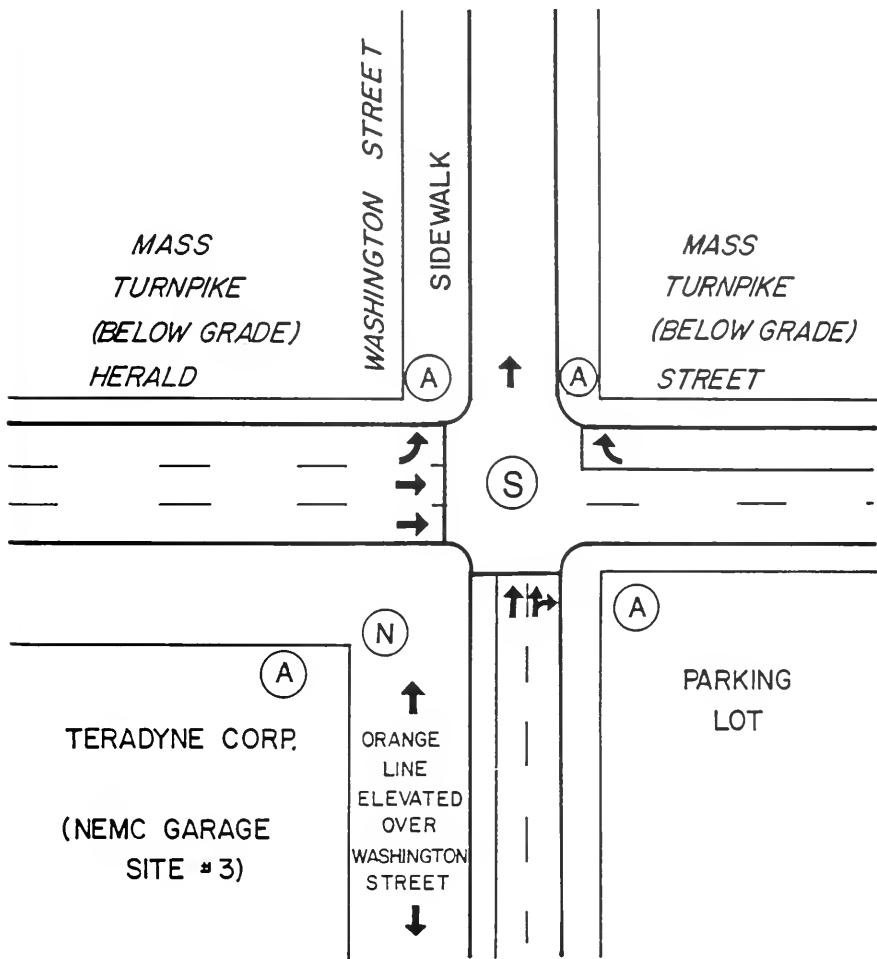 WASHINGTON STREET
SIDEWALK
MASS
TURNPIKE
(BELOW GRADE)
HERALD
MASS
TURNPIKE
(BELOW GRADE)
STREET
A
A
S
N
A
A
TERADYNE CORP.
(NEMC GARAGE
SITE #3)
ORANGE
LINE
ELEVATED
OVER
WASHINGTON
STREET
PARKING
LOT